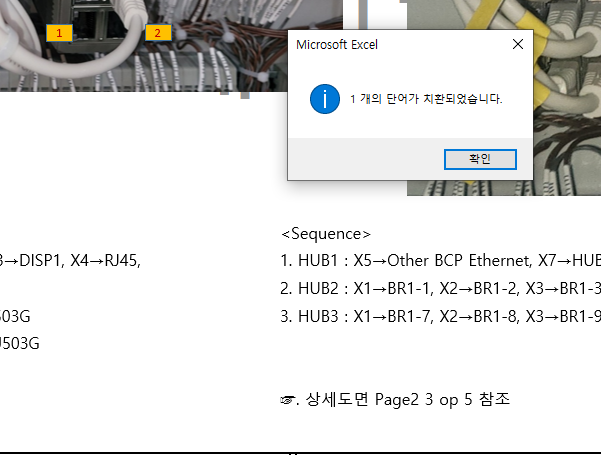 1
2
Microsoft Excel
1 개의 단어가 치환되었습니다.
확인
<Sequence>
→DISP1, X4→RJ45,
1. HUB1 : X5→Other BCP Ethernet, X7→HUB
2. HUB2 : X1→BR1-1, X2→BR1-2, X3→BR1-3
503G
3. HUB3 : X1→BR1-7, X2→BR1-8, X3→BR1-9
503G
☞. 상세도면 Page2 3 op 5 참조